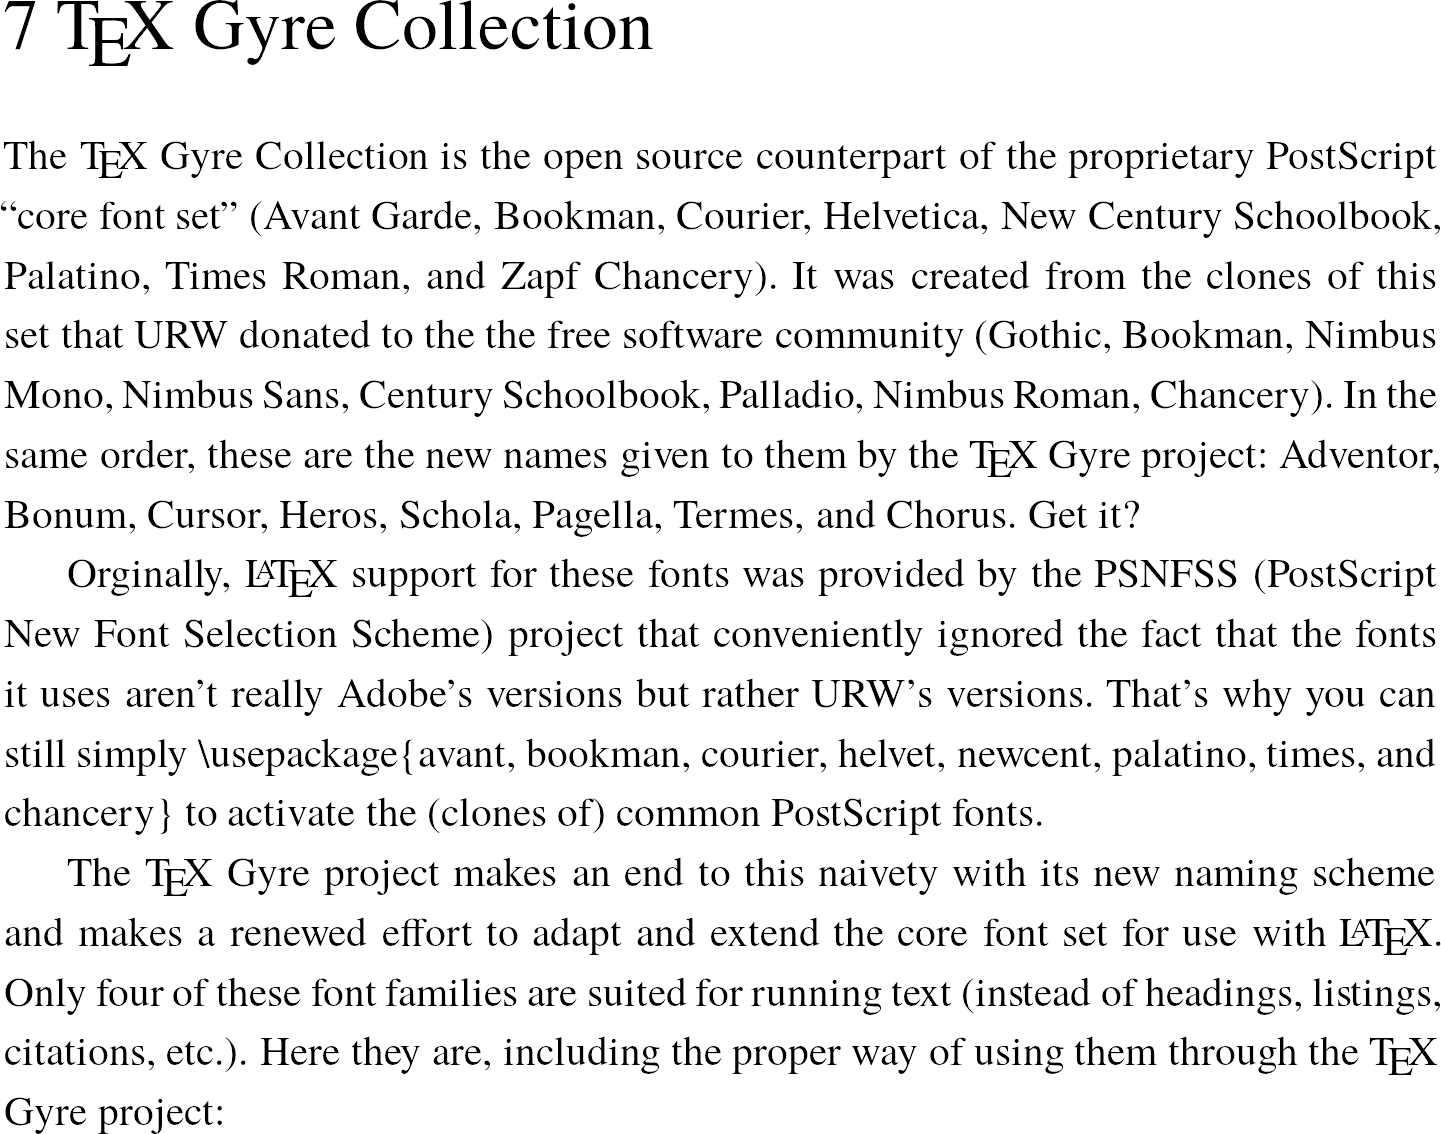 7 TEX Gyre Collection
The TEX Gyre Collection is the open source counterpart of the proprietary PostScript
“core font set” (Avant Garde, Bookman, Courier, Helvetica, New Century Schoolbook,
Palatino, Times Roman, and Zapf Chancery). It was created from the clones of this
set that URW donated to the the free software community (Gothic, Bookman, Nimbus
Mono, Nimbus Sans, Century Schoolbook, Palladio, Nimbus Roman, Chancery). In the
same order, these are the new names given to them by the TEX Gyre project: Adventor,
Bonum, Cursor, Heros, Schola, Pagella, Termes, and Chorus. Get it?
Orginally, LATEX support for these fonts was provided by the PSNFSS (PostScript
New Font Selection Scheme) project that conveniently ignored the fact that the fonts
it uses aren’t really Adobe’s versions but rather URW’s versions. That’s why you can
still simply \usepackage{avant, bookman, courier, helvet, newcent, palatino, times, and
chancery} to activate the (clones of) common PostScript fonts.
The TEX Gyre project makes an end to this naivety with its new naming scheme
and makes a renewed effort to adapt and extend the core font set for use with LATEX.
Only four of these font families are suited for running text (instead of headings, listings,
citations, etc.). Here they are, including the proper way of using them through the TEX
Gyre project: